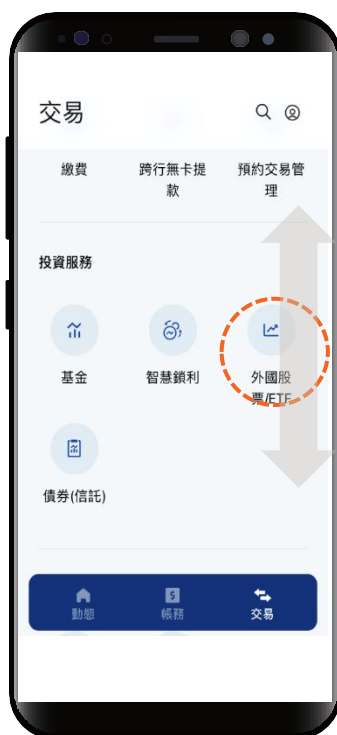 交易
繳費
跨行無卡提
款
預約交易管
理
投資服務
基金
智慧鎖利
外國股
票/ETF
債券(信託)
動態
帳務
交易